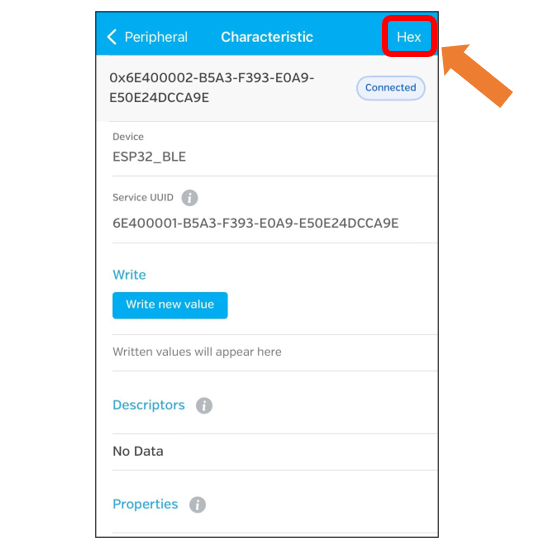 Peripheral Characteristic Hex
0x6E400002-B5A3-F393-E0A9-
E50E24DCCA9E
Connected
Device
ESP32_BLE
Service UUID
6E400001-B5A3-F393-E0A9-E50E24DCCA9E
Write
Write new value
Written values will appear here
Descriptors
No Data
Properties